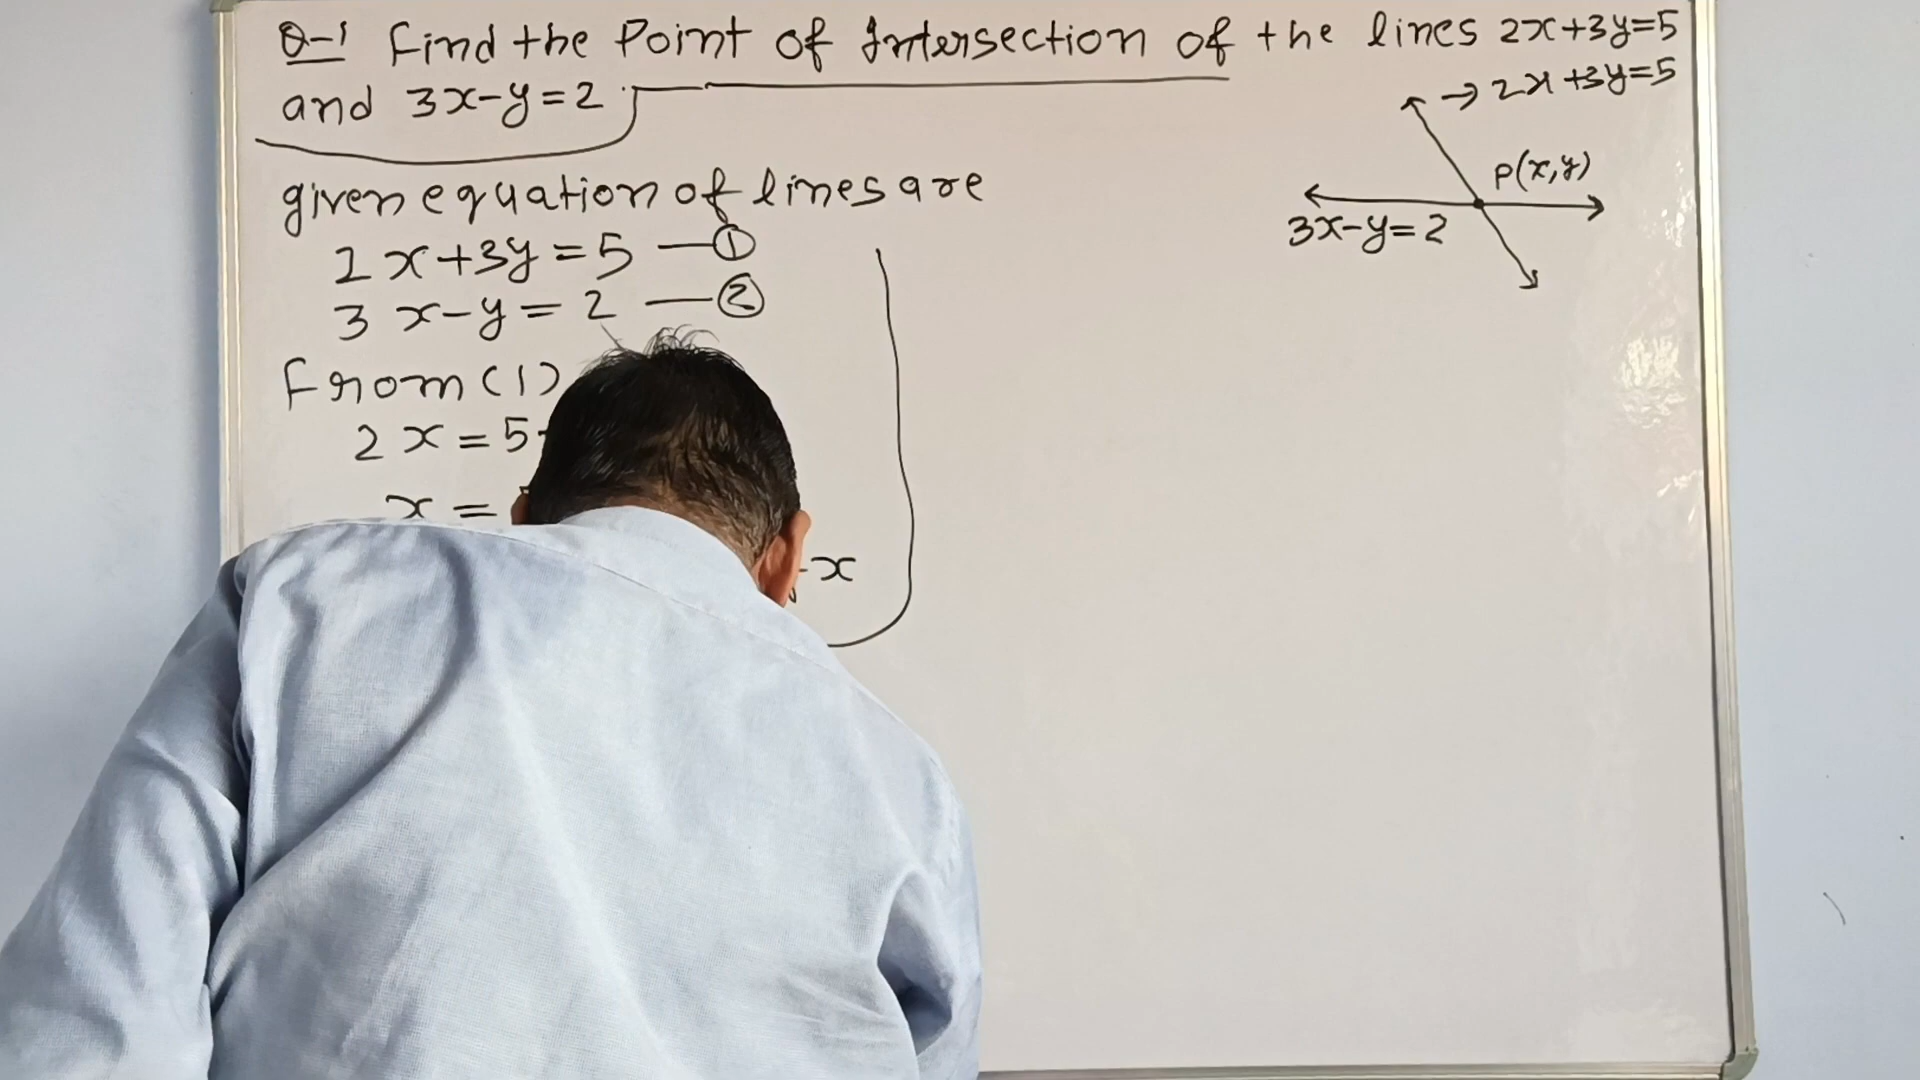 Q-1 Find the Point of Intersection of the lines 2x+3y=5
and 3x-y=2
→ 2x+3y=5
P(x,y)
3x-y=2
given equation of lines are
2x+3y=5 — ①
3x-y=2 — ②
From (1)
2x=5-
x=
-x